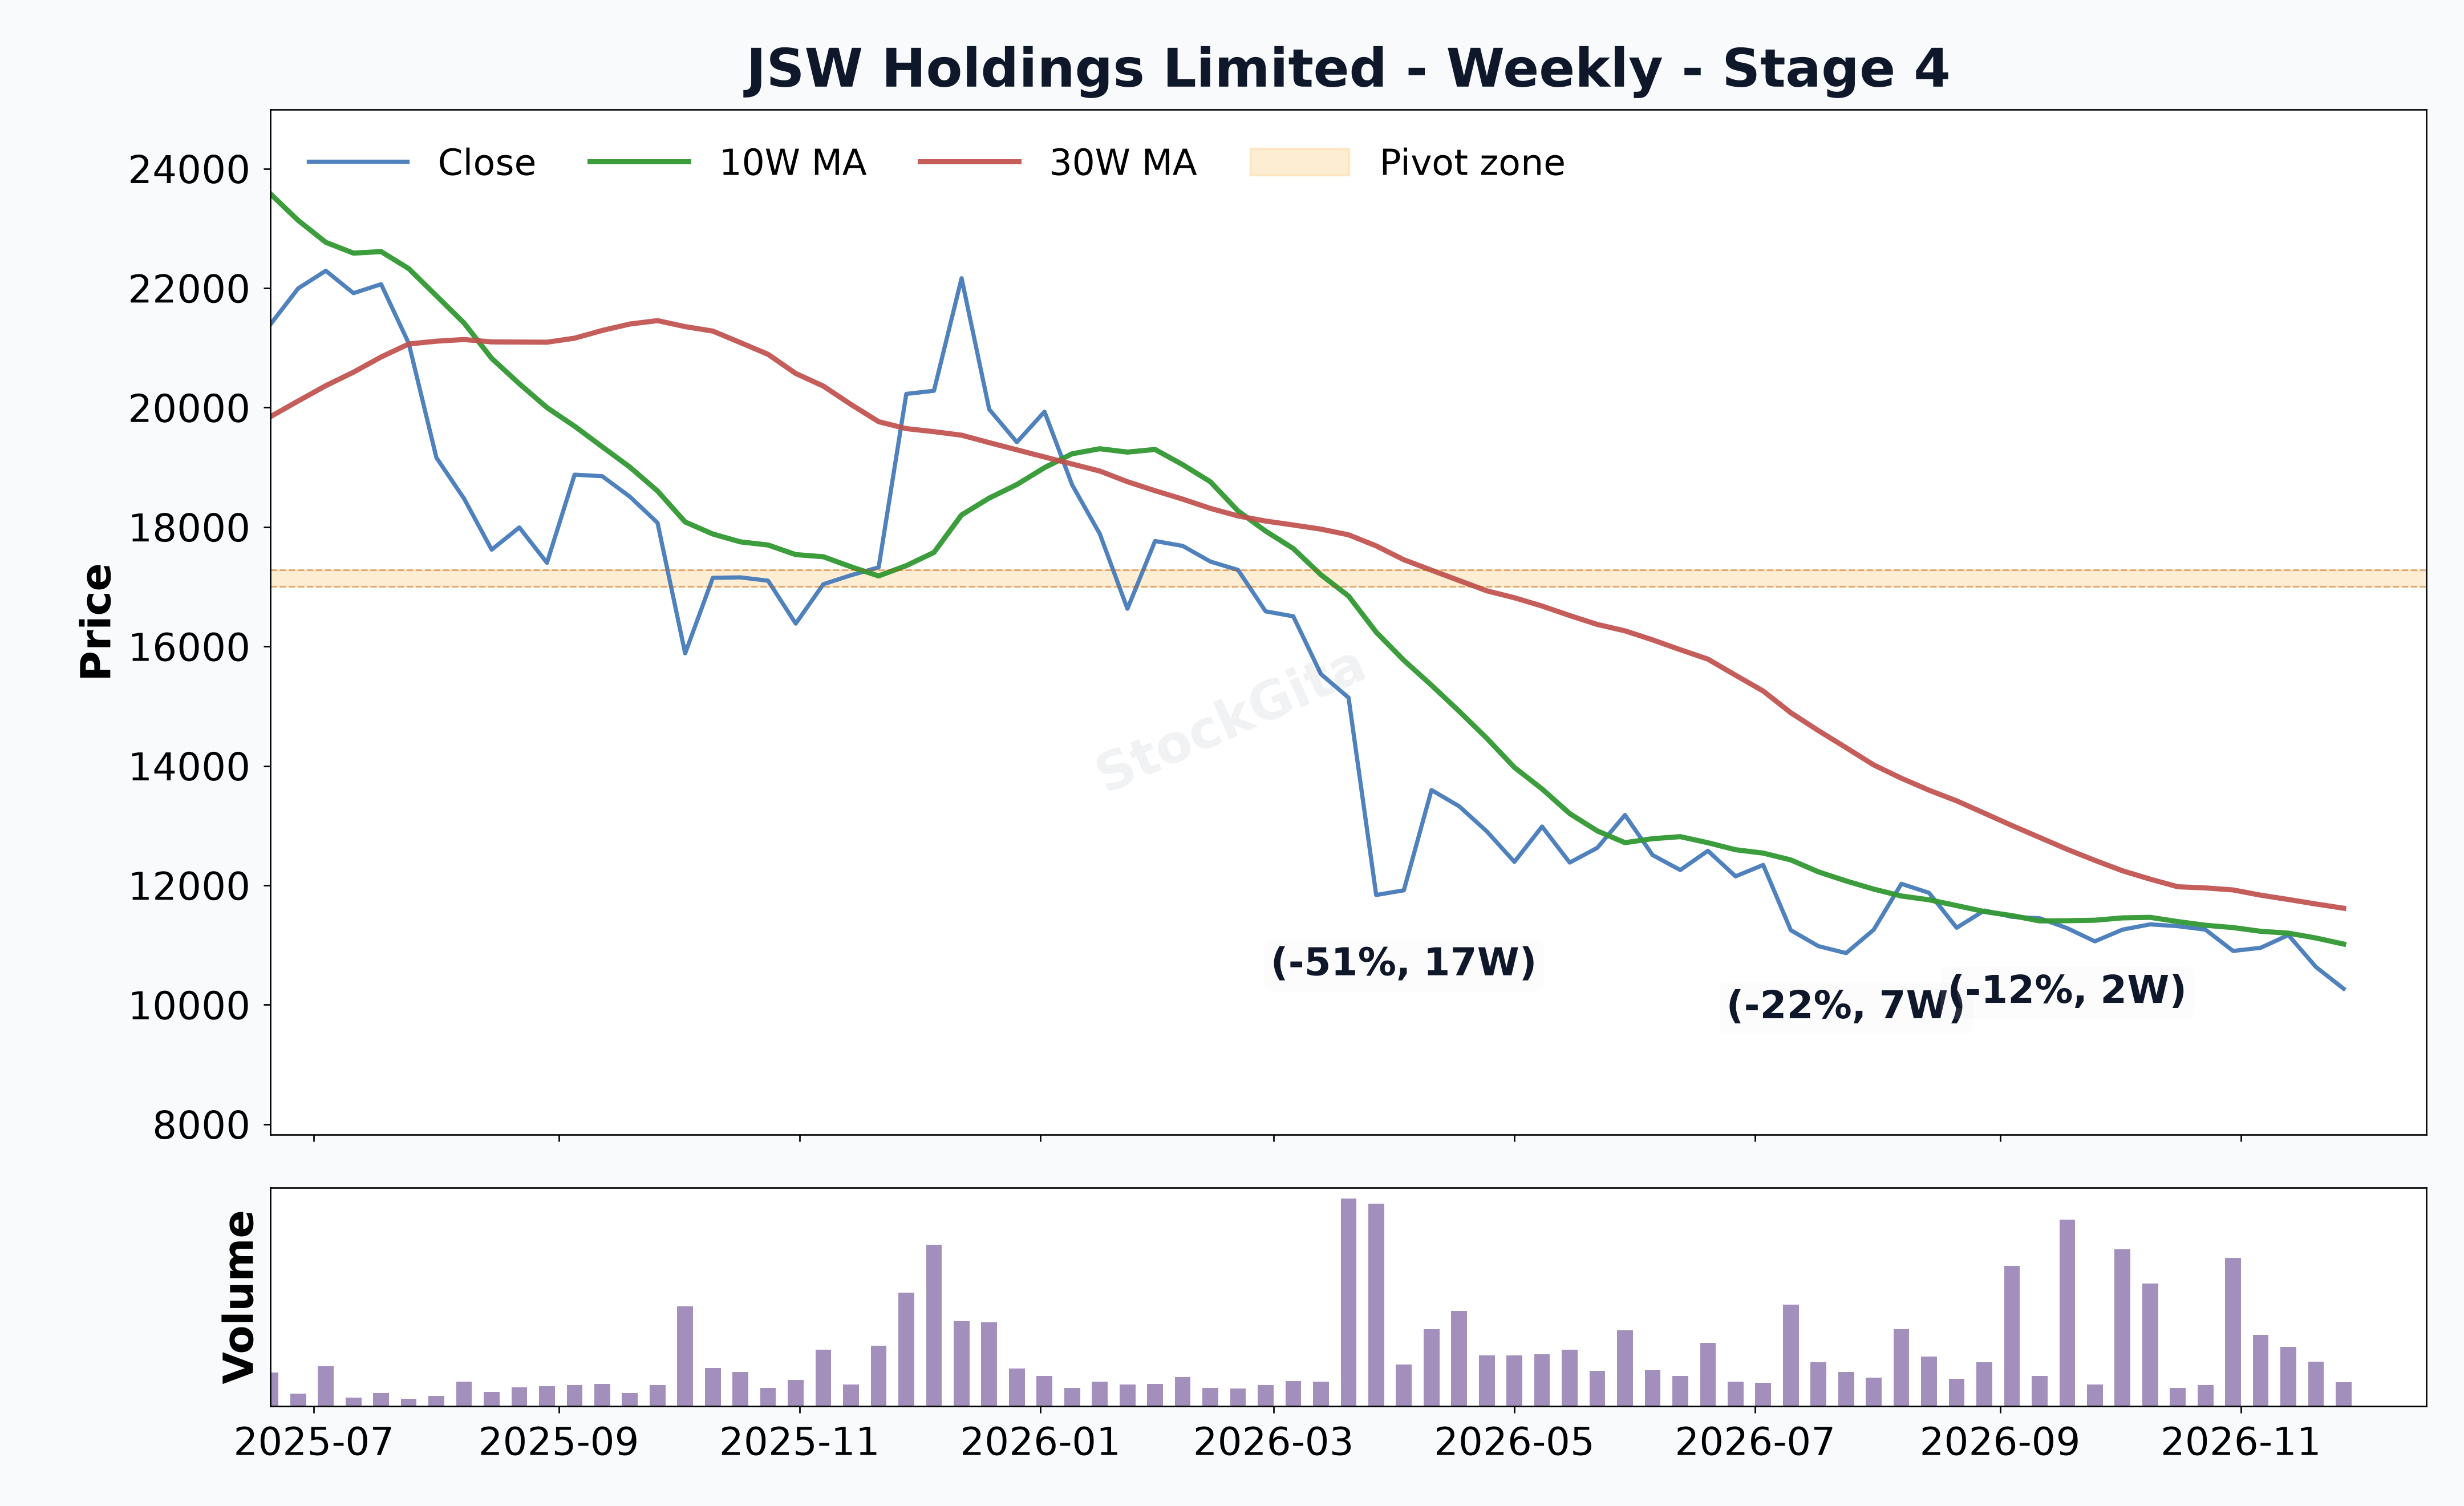 JSW Holdings Limited - Weekly - Stage 4
Close 10W MA 30W MA Pivot zone
24000
22000
20000
18000
16000
14000
12000
10000
8000
Price
StockGita
(-51%, 17W)
(-22%, 7W)
(-12%, 2W)
Volume
2025-07 2025-09 2025-11 2026-01 2026-03 2026-05 2026-07 2026-09 2026-11